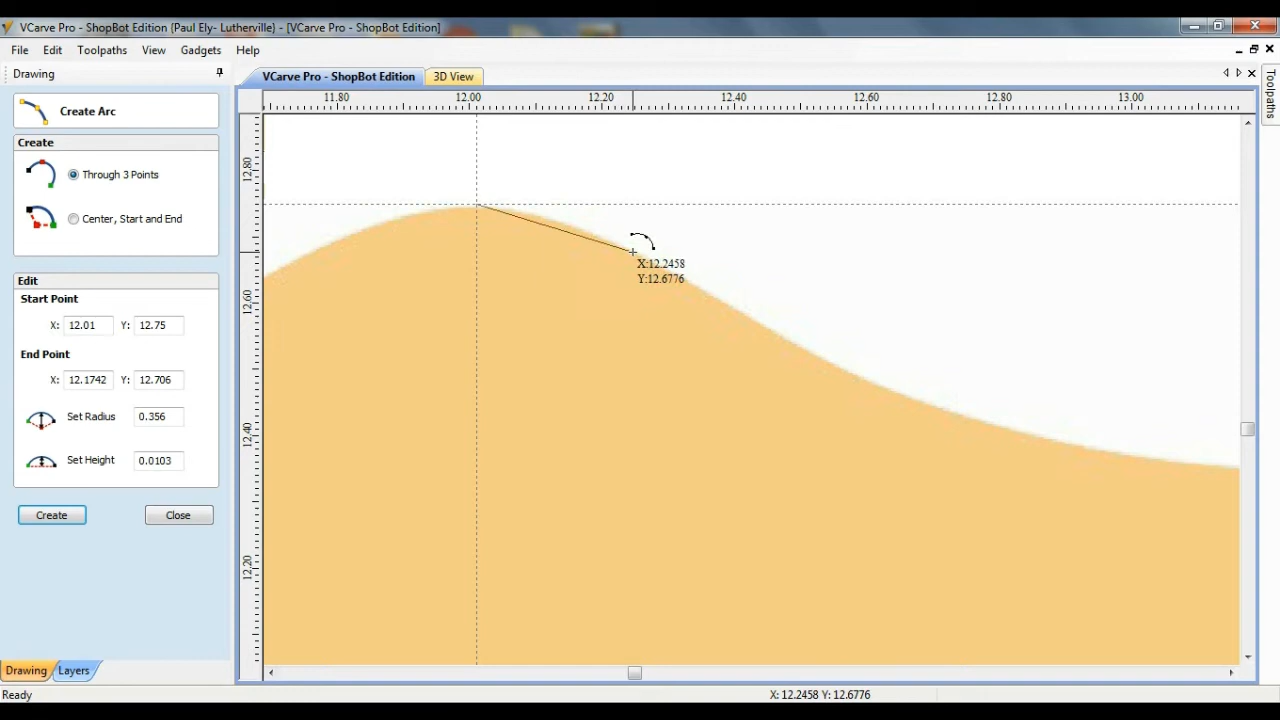 VCarve Pro - ShopBot Edition (Paul Ely- Lutherville) - [VCarve Pro - ShopBot Edition]
File Edit Toolpaths View Gadgets Help
Drawing
VCarve Pro - ShopBot Edition 3D View
Toolpaths
Create Arc
11.80 12.00 12.20 12.40 12.60 12.80 13.00
Create
Through 3 Points
12.80
Center, Start and End
X:12.2458
Y:12.6776
Edit
Start Point
12.60
X: 12.01 Y: 12.75
End Point
X: 12.1742 Y: 12.706
Set Radius 0.356
12.40
Set Height 0.0103
Create Close
12.20
Drawing Layers
Ready X: 12.2458 Y: 12.6776